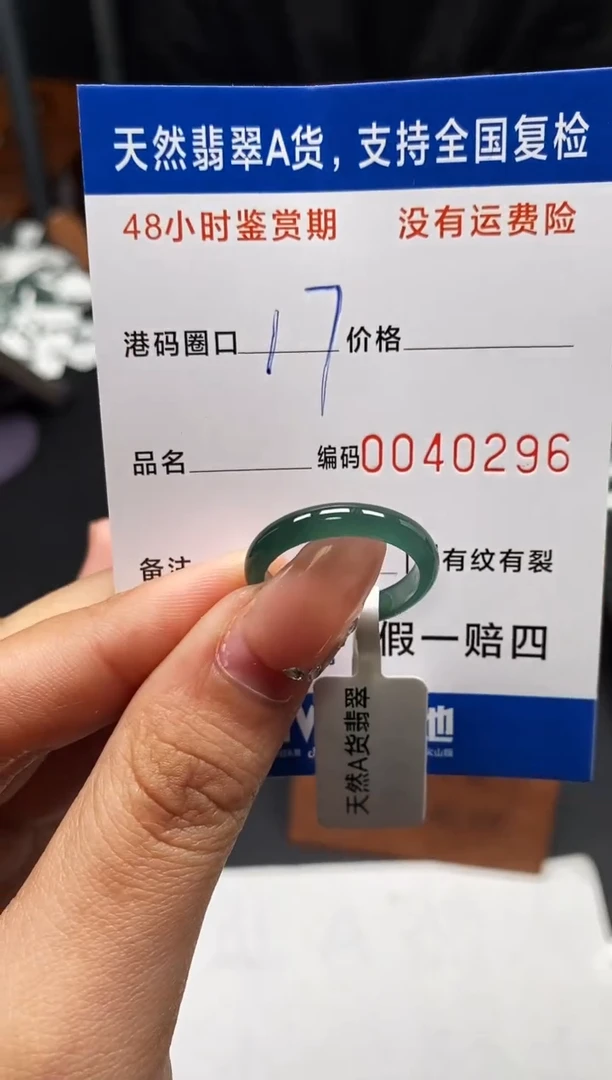 天然翡翠A货，支持全国复检
48小时鉴赏期 没有运费险
港码圈口 17 价格
品名 编码0040296
备注 有纹有裂
假一赔四
天然A货翡翠